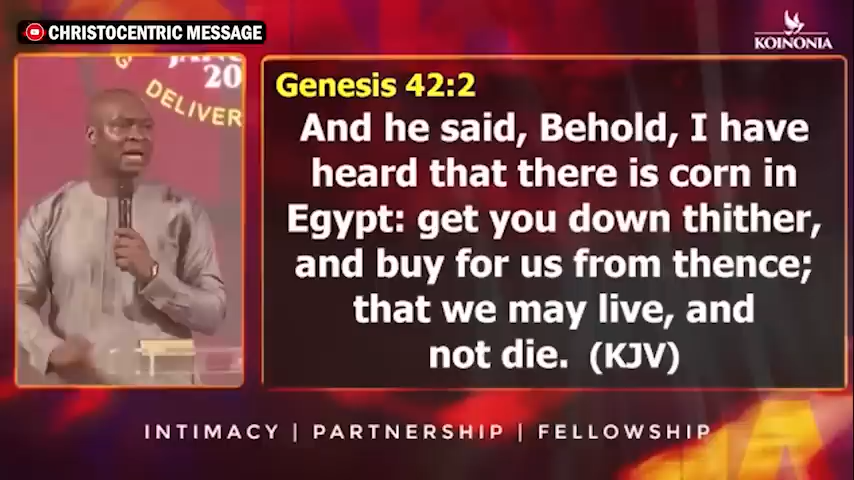 CHRISTOCENTRIC MESSAGE
KOINONIA
20
DELIVER
Genesis 42:2
And he said, Behold, I have
heard that there is corn in
Egypt: get you down thither,
and buy for us from thence;
that we may live, and
not die. (KJV)
INTIMACY | PARTNERSHIP | FELLOWSHIP